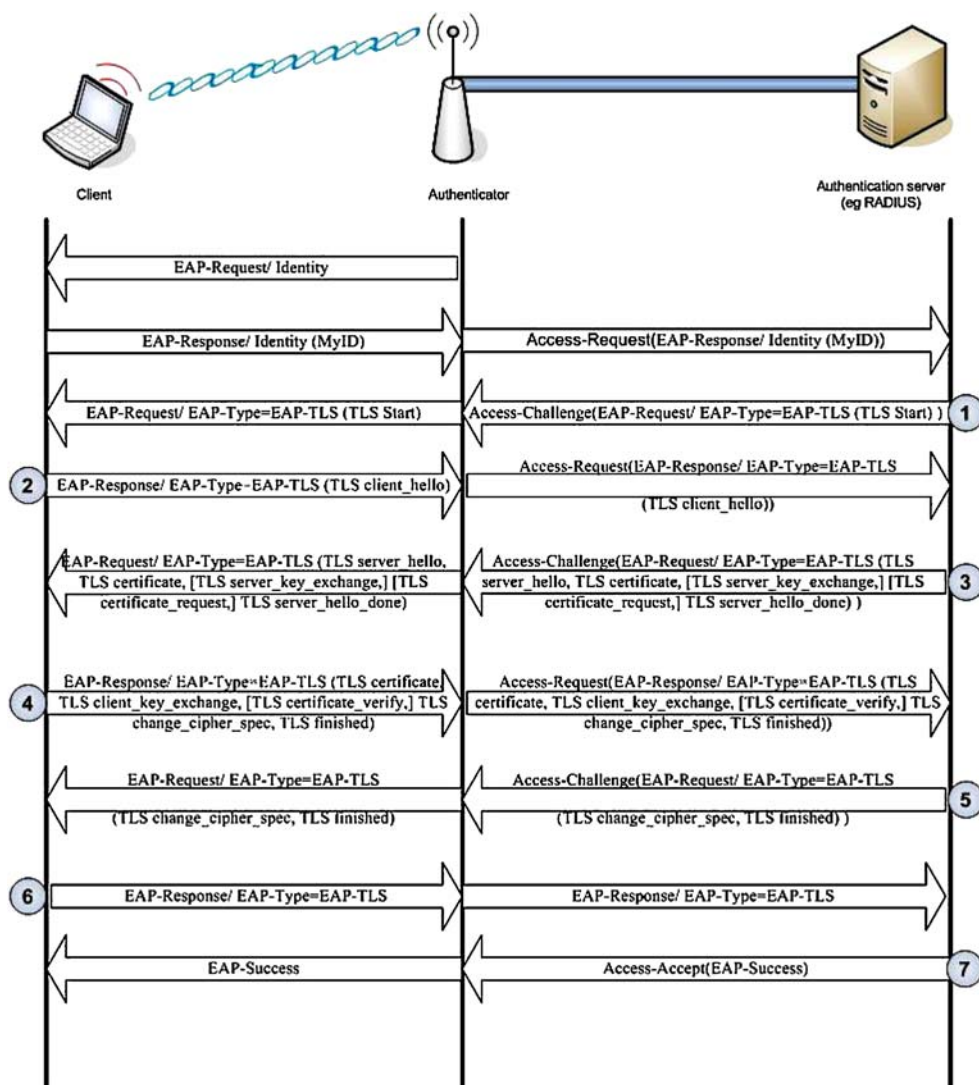 Client
Authenticator
Authentication server
(eg RADIUS)
EAP-Request/ Identity
EAP-Response/ Identity (MyID)
Access-Request(EAP-Response/ Identity (MyID))
EAP-Request/ EAP-Type=EAP-TLS (TLS Start)
Access-Challenge(EAP-Request/ EAP-Type=EAP-TLS (TLS Start) )
1
2
EAP-Response/ EAP-Type=EAP-TLS (TLS client_hello)
Access-Request(EAP-Response/ EAP-Type=EAP-TLS
(TLS client_hello))
EAP-Request/ EAP-Type=EAP-TLS (TLS server_hello,
TLS certificate, [TLS server_key_exchange,] [TLS
certificate_request,] TLS server_hello_done)
Access-Challenge(EAP-Request/ EAP-Type=EAP-TLS (TLS
server_hello, TLS certificate, [TLS server_key_exchange,] [TLS
certificate_request,] TLS server_hello_done) )
3
4
EAP-Response/ EAP-Type=EAP-TLS (TLS certificate,
TLS client_key_exchange, [TLS certificate_verify,] TLS
change_cipher_spec, TLS finished)
Access-Request(EAP-Response/ EAP-Type=EAP-TLS (TLS
certificate, TLS client_key_exchange, [TLS certificate_verify,] TLS
change_cipher_spec, TLS finished))
EAP-Request/ EAP-Type=EAP-TLS
(TLS change_cipher_spec, TLS finished)
Access-Challenge(EAP-Request/ EAP-Type=EAP-TLS
(TLS change_cipher_spec, TLS finished) )
5
6
EAP-Response/ EAP-Type=EAP-TLS
EAP-Response/ EAP-Type=EAP-TLS
EAP-Success
Access-Accept(EAP-Success)
7